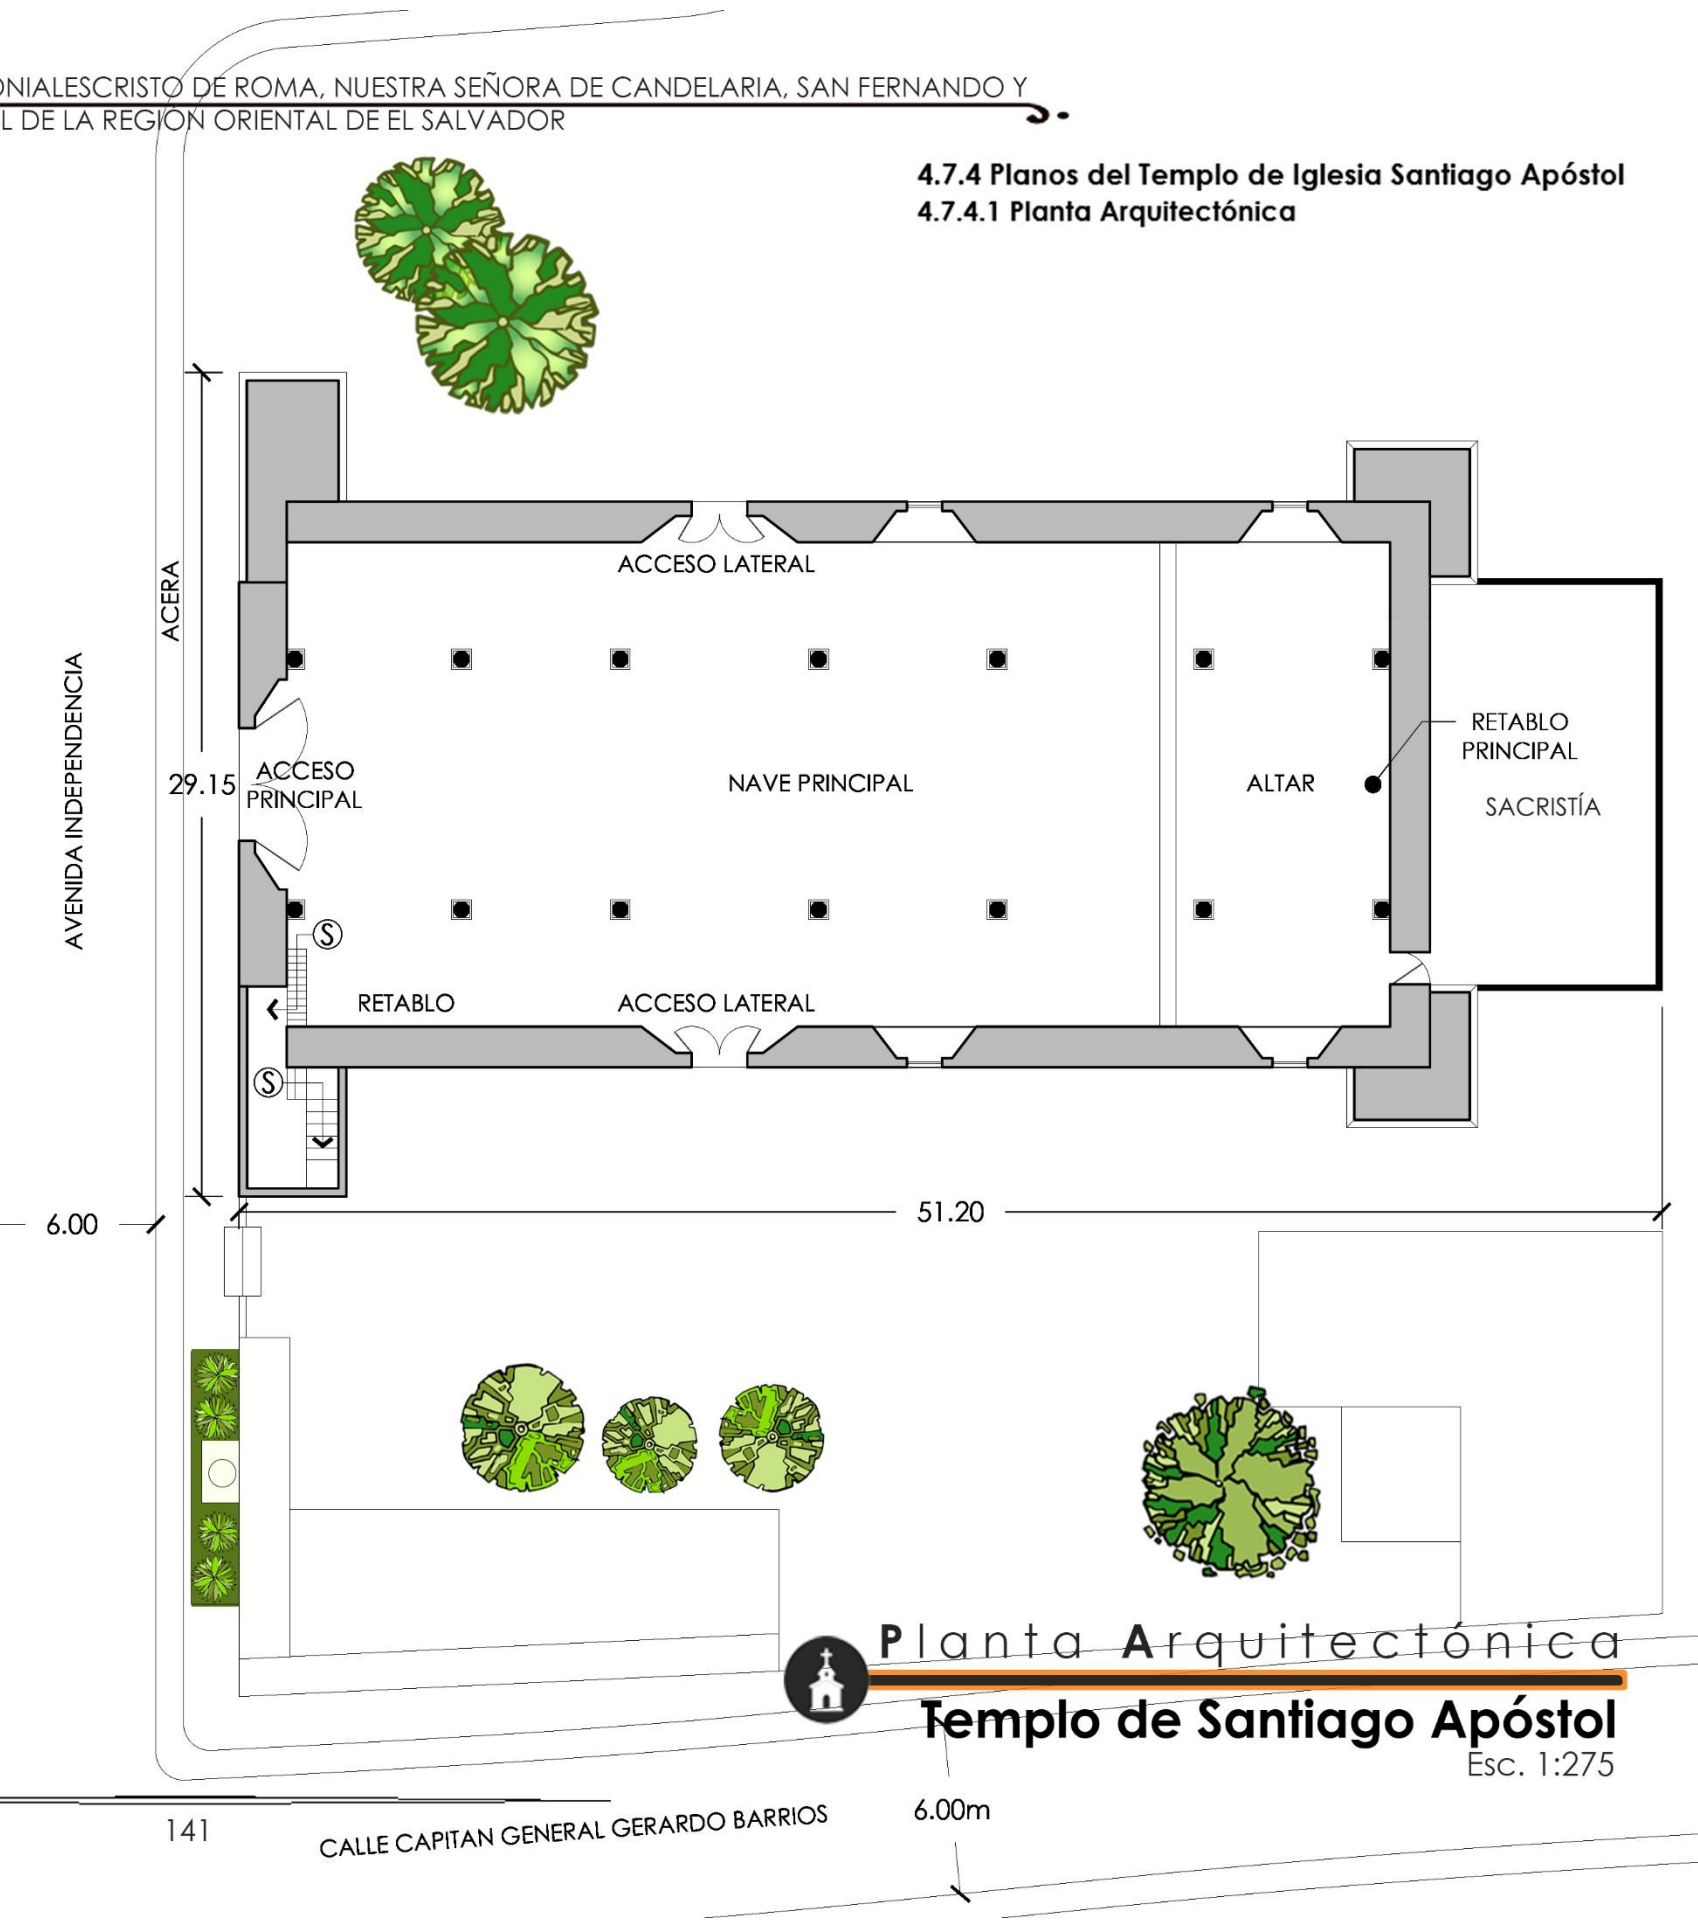 ONIALESCRISTO DE ROMA, NUESTRA SEÑORA DE CANDELARIA, SAN FERNANDO Y
L DE LA REGIÓN ORIENTAL DE EL SALVADOR
4.7.4 Planos del Templo de Iglesia Santiago Apóstol
4.7.4.1 Planta Arquitectónica
ACCESO LATERAL
ACERA
AVENIDA INDEPENDENCIA
RETABLO
PRINCIPAL
29.15
ACCESO
PRINCIPAL
NAVE PRINCIPAL
ALTAR
SACRISTÍA
S
RETABLO
ACCESO LATERAL
S
6.00
51.20
Planta Arquitectónica
Templo de Santiago Apóstol
Esc. 1:275
6.00m
141
CALLE CAPITAN GENERAL GERARDO BARRIOS